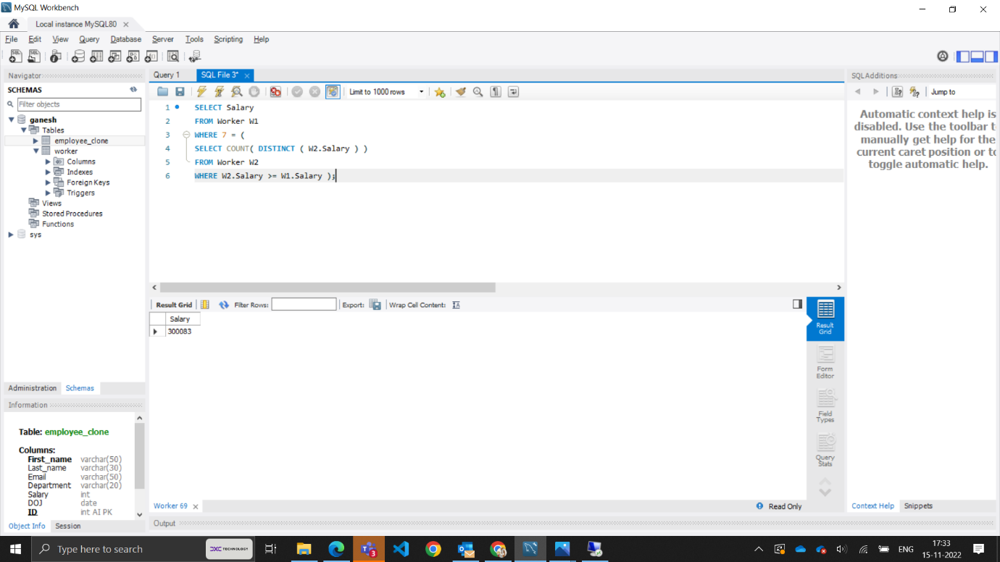 MySQL Workbench
Local instance MySQL80
File Edit View Query Database Server Tools Scripting Help
Navigator
SCHEMAS
Filter objects
ganesh
Tables
employee_clone
worker
Columns
Indexes
Foreign Keys
Triggers
Views
Stored Procedures
Functions
sys
Administration Schemas
Information
Table: employee_clone
Columns:
First_name varchar(50)
Last_name varchar(30)
Email varchar(50)
Department varchar(20)
Salary int
DOJ date
ID int AI PK
Object Info Session
Query 1 SQL File 3*
Limit to 1000 rows
1 SELECT Salary
2 FROM Worker W1
3 WHERE 7 = (
4 SELECT COUNT( DISTINCT ( W2.Salary ) )
5 FROM Worker W2
6 WHERE W2.Salary >= W1.Salary );
Result Grid Filter Rows: Export: Wrap Cell Content:
Salary
300083
Result
Grid
Form
Editor
Field
Types
Query
Stats
Worker 69
Read Only
Output
SQLAdditions
Jump to
Automatic context help is
disabled. Use the toolbar t
manually get help for the
current caret position or to
toggle automatic help.
Context Help Snippets
Type here to search
DXC TECHNOLOGY
3
ENG
17:33
15-11-2022